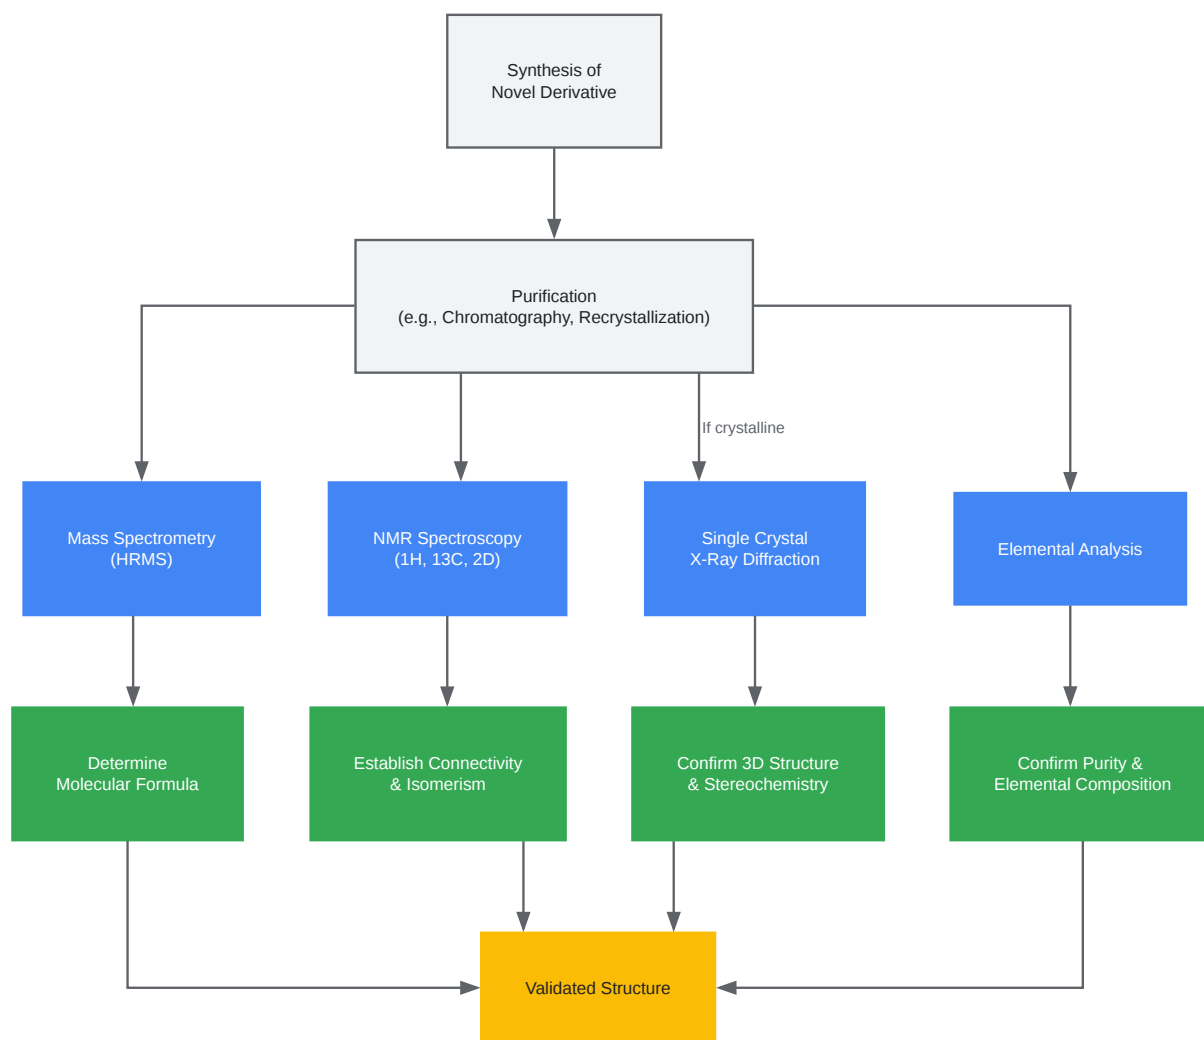 Synthesis of
Novel Derivative
Purification
(e.g., Chromatography, Recrystallization)
If crystalline
Mass Spectrometry
(HRMS)
NMR Spectroscopy
(1H, 13C, 2D)
Single Crystal
X-Ray Diffraction
Elemental Analysis
Determine
Molecular Formula
Establish Connectivity
& Isomerism
Confirm 3D Structure
& Stereochemistry
Confirm Purity &
Elemental Composition
Validated Structure